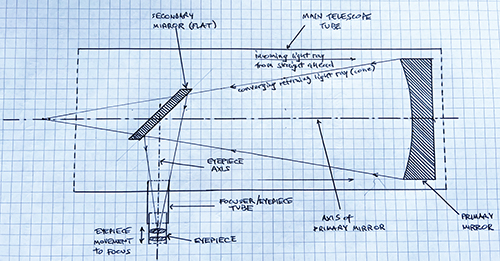 SECONDARY
MIRROR (FLAT)
MAIN TELESCOPE
TUBE
incoming light ray
from straight ahead
converging returning light ray (cone)
EYEPIECE
AXIS
FOCUSER/EYEPIECE
TUBE
EYEPIECE
MOVEMENT
TO FOCUS
EYEPIECE
AXIS of
PRIMARY MIRROR
PRIMARY
MIRROR